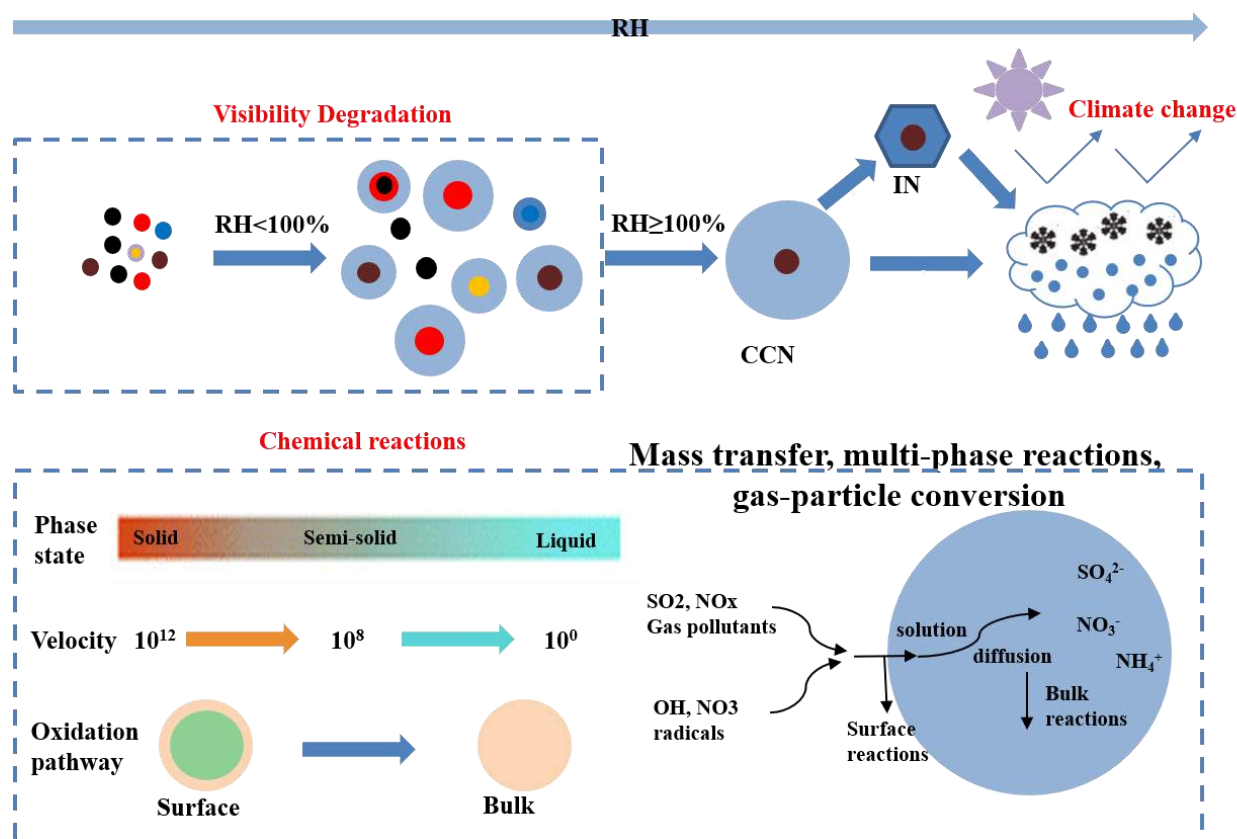 RH
Visibility Degradation
Climate change
RH<100%
RH≥100%
IN
CCN
Chemical reactions
Mass transfer, multi-phase reactions,
gas-particle conversion
Phase
state
Solid
Semi-solid
Liquid
Velocity
10¹²
10⁸
10⁰
Oxidation
pathway
Surface
Bulk
SO2, NOx
Gas pollutants
OH, NO3
radicals
solution
diffusion
Surface
reactions
Bulk
reactions
SO₄²⁻
NO₃⁻
NH₄⁺